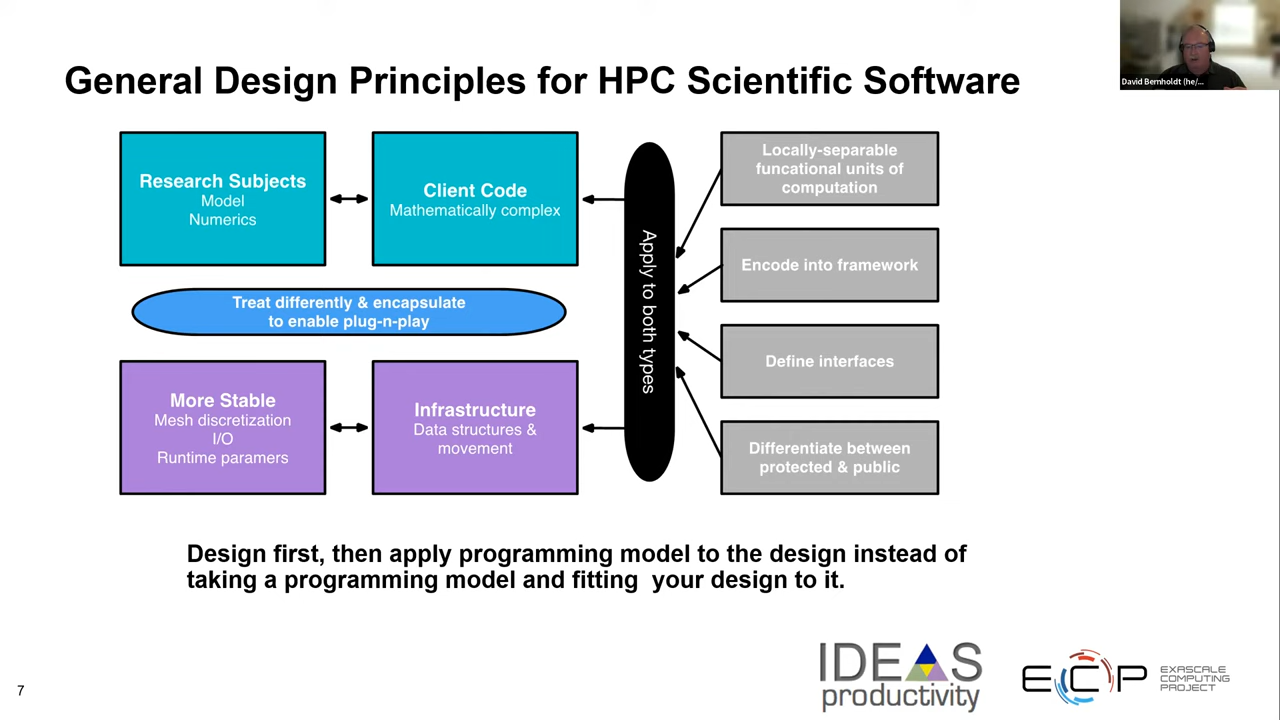 General Design Principles for HPC Scientific Software
David Bernholdt (he/...
Research Subjects
Model
Numerics
Client Code
Mathematically complex
Treat differently & encapsulate
to enable plug-n-play
More Stable
Mesh discretization
I/O
Runtime paramers
Infrastructure
Data structures &
movement
Apply to both types
Locally-separable
funcational units of
computation
Encode into framework
Define interfaces
Differentiate between
protected & public
Design first, then apply programming model to the design instead of
taking a programming model and fitting your design to it.
7
IDEAS
productivity
ECP
EXASCALE
COMPUTING
PROJECT